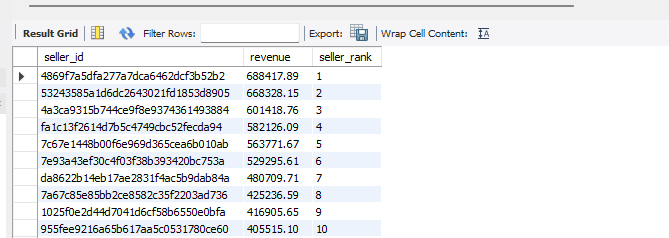 Result Grid Filter Rows: Export: Wrap Cell Content: IA
seller_id revenue seller_rank
4869f7a5dfa277a7dca6462dcf3b52b2 688417.89 1
53243585a1d6dc2643021fd1853d8905 668328.15 2
4a3ca9315b744ce9f8e9374361493884 601418.76 3
fa1c13f2614d7b5c4749cbc52fecda94 582126.09 4
7c67e1448b00f6e969d365cea6b010ab 563771.67 5
7e93a43ef30c4f03f38b393420bc753a 529295.61 6
da8622b14eb17ae2831f4ac5b9dab84a 480709.71 7
7a67c85e85bb2ce8582c35f2203ad736 425236.59 8
1025f0e2d44d7041d6cf58b6550e0bfa 416905.65 9
955fee9216a65b617aa5c0531780ce60 405515.10 10